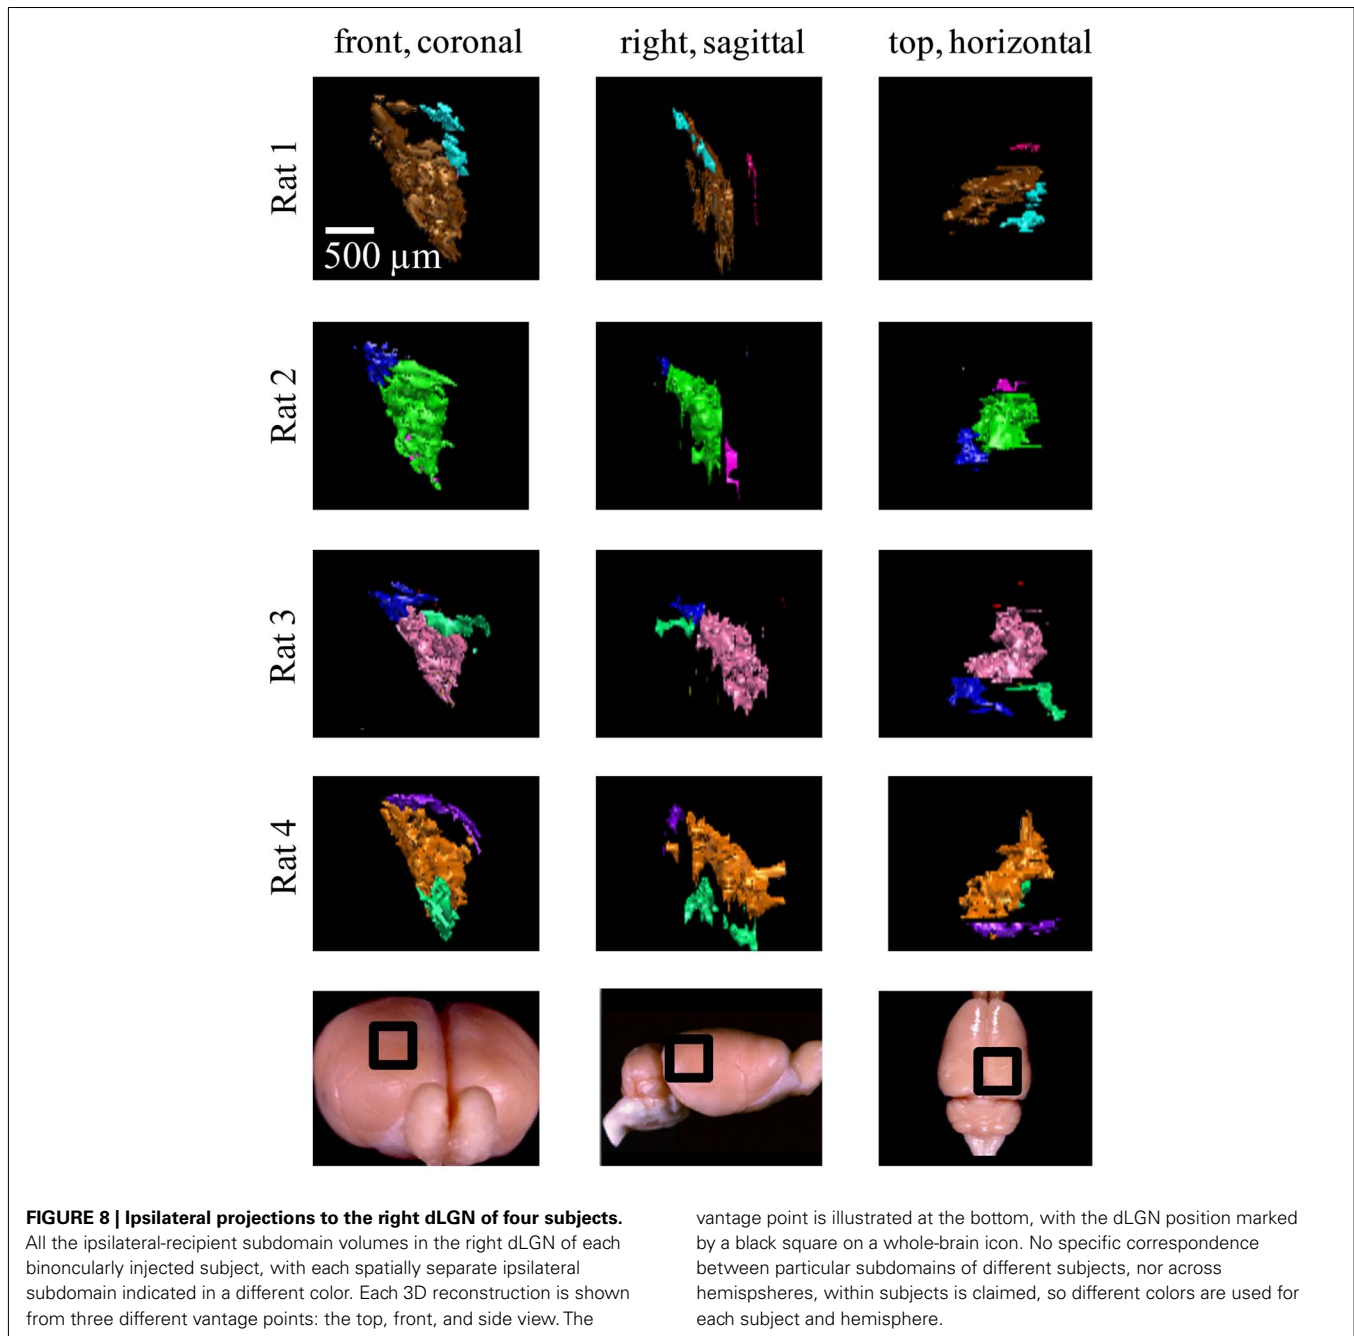 front, coronal
right, sagittal
top, horizontal
Rat 1
500 µm
Rat 2
Rat 3
Rat 4
FIGURE 8 | Ipsilateral projections to the right dLGN of four subjects.
All the ipsilateral-recipient subdomain volumes in the right dLGN of each
binoncularly injected subject, with each spatially separate ipsilateral
subdomain indicated in a different color. Each 3D reconstruction is shown
from three different vantage points: the top, front, and side view. The
vantage point is illustrated at the bottom, with the dLGN position marked
by a black square on a whole-brain icon. No specific correspondence
between particular subdomains of different subjects, nor across
hemispsheres, within subjects is claimed, so different colors are used for
each subject and hemisphere.